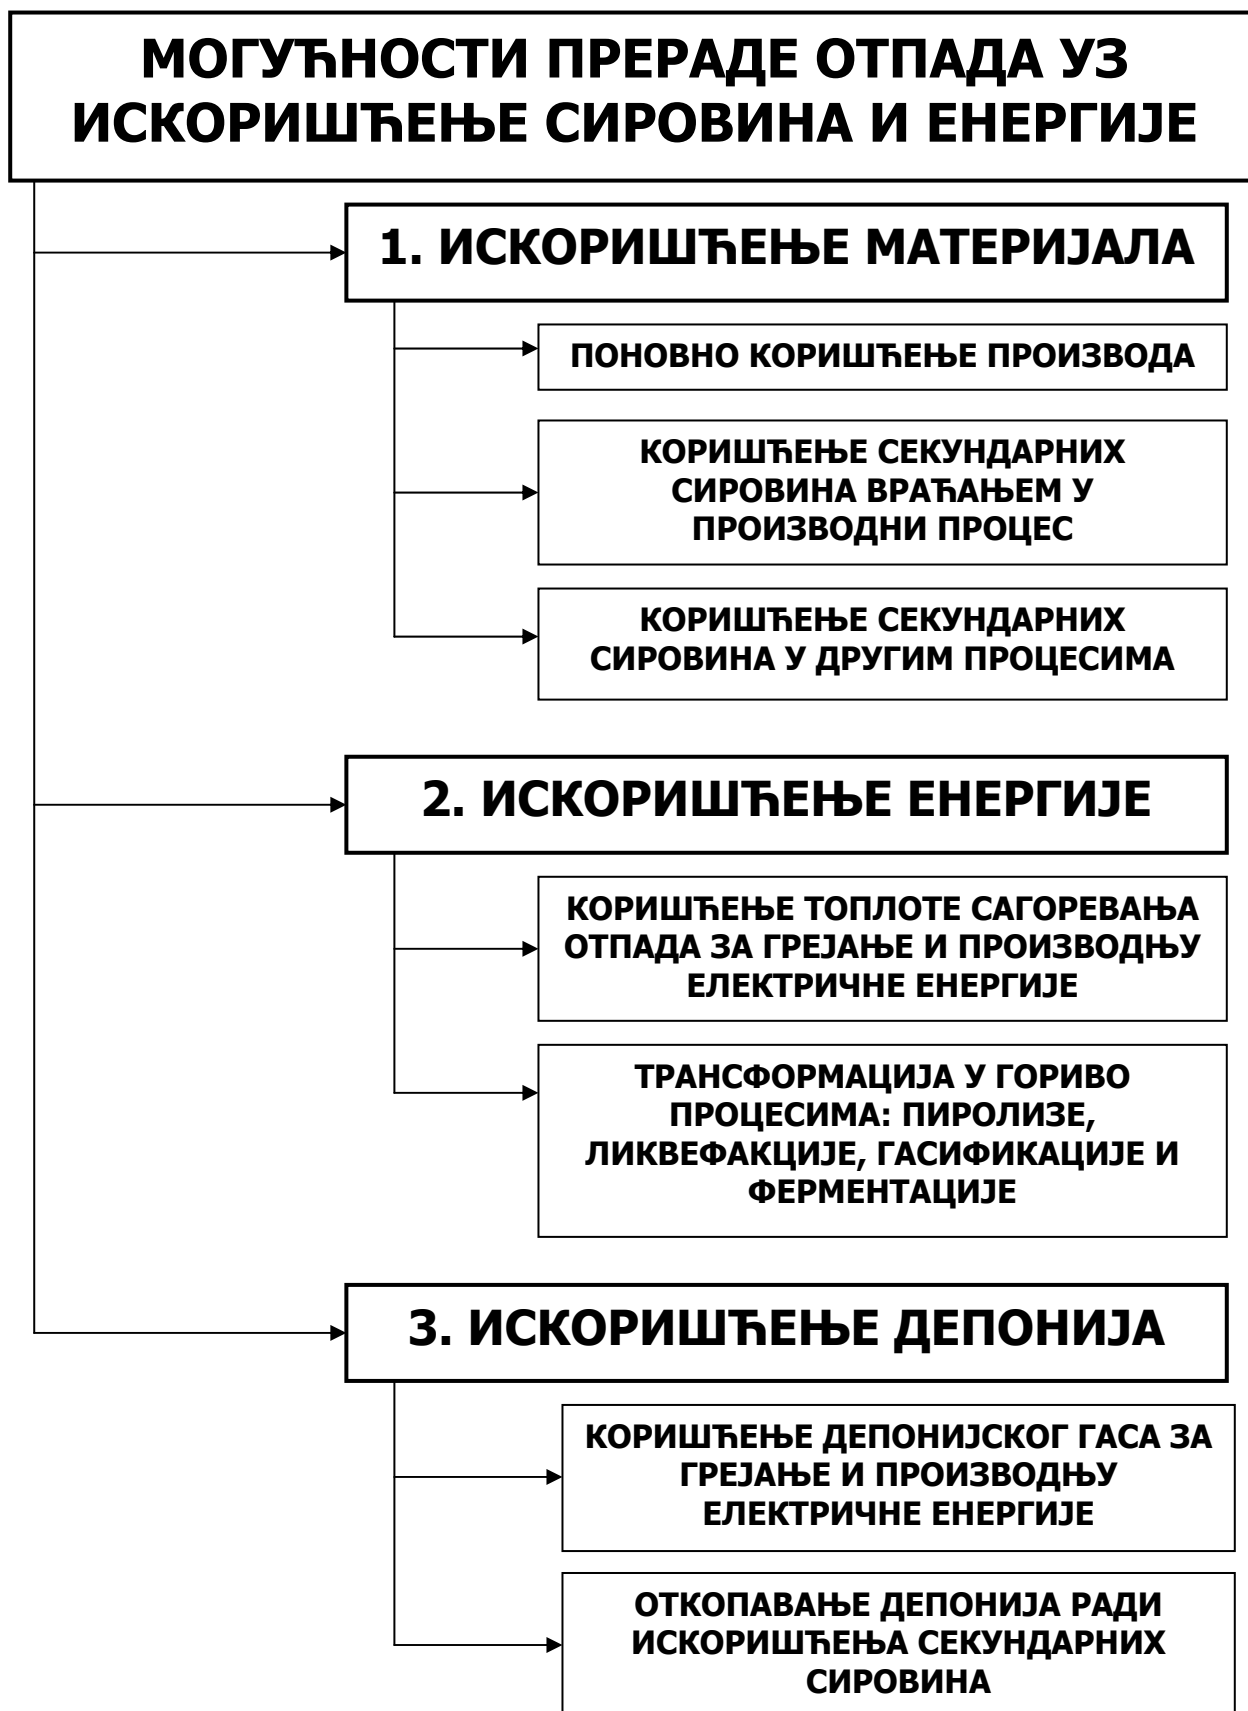 МОГУЋНОСТИ ПРЕРАДЕ ОТПАДА УЗ
ИСКОРИШЋЕЊЕ СИРОВИНА И ЕНЕРГИЈЕ
1. ИСКОРИШЋЕЊЕ МАТЕРИЈАЛА
ПОНОВНО КОРИШЋЕЊЕ ПРОИЗВОДА
КОРИШЋЕЊЕ СЕКУНДАРНИХ
СИРОВИНА ВРАЋАЊЕМ У
ПРОИЗВОДНИ ПРОЦЕС
КОРИШЋЕЊЕ СЕКУНДАРНИХ
СИРОВИНА У ДРУГИМ ПРОЦЕСИМА
2. ИСКОРИШЋЕЊЕ ЕНЕРГИЈЕ
КОРИШЋЕЊЕ ТОПЛОТЕ САГОРЕВАЊА
ОТПАДА ЗА ГРЕЈАЊЕ И ПРОИЗВОДЊУ
ЕЛЕКТРИЧНЕ ЕНЕРГИЈЕ
ТРАНСФОРМАЦИЈА У ГОРИВО
ПРОЦЕСИМА: ПИРОЛИЗЕ,
ЛИКВЕФАКЦИЈЕ, ГАСИФИКАЦИЈЕ И
ФЕРМЕНТАЦИЈЕ
3. ИСКОРИШЋЕЊЕ ДЕПОНИЈА
КОРИШЋЕЊЕ ДЕПОНИЈСКОГ ГАСА ЗА
ГРЕЈАЊЕ И ПРОИЗВОДЊУ
ЕЛЕКТРИЧНЕ ЕНЕРГИЈЕ
ОТКОПАВАЊЕ ДЕПОНИЈА РАДИ
ИСКОРИШЋЕЊА СЕКУНДАРНИХ
СИРОВИНА